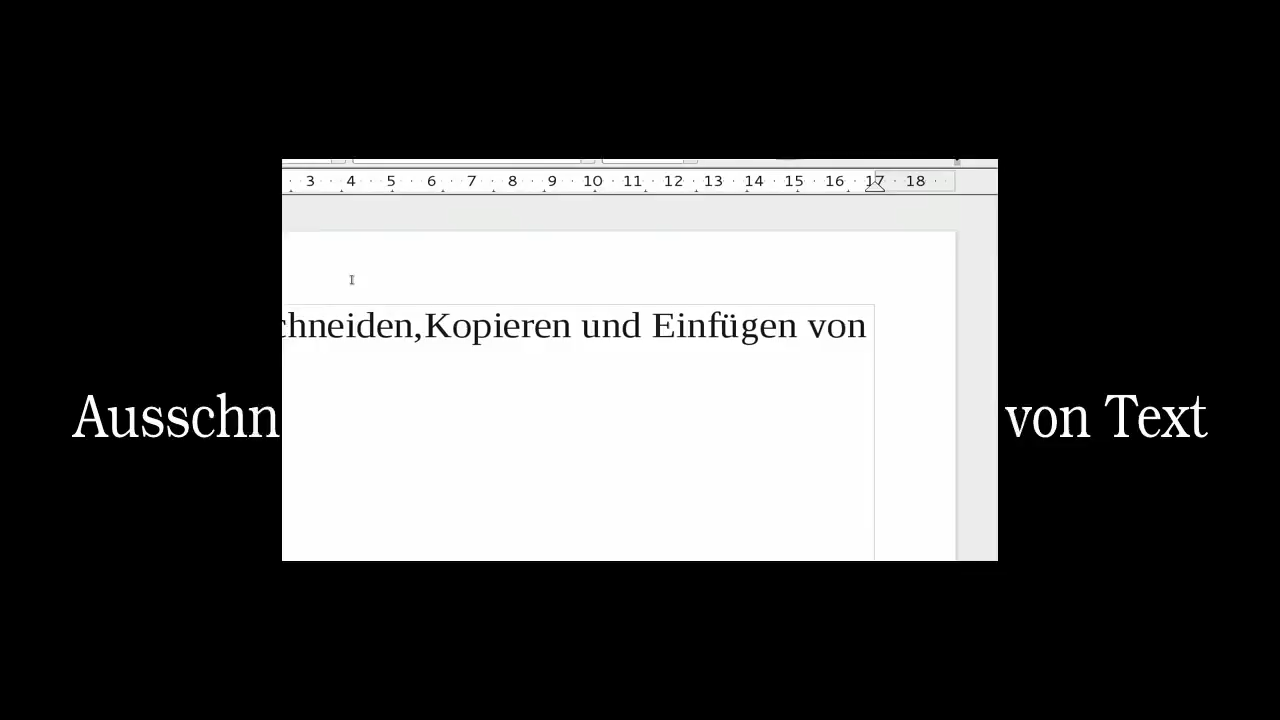 3 4 5 6 7 8 9 10 11 12 13 14 15 16 17 18
chneiden,Kopieren und Einfügen von
Ausschn von Text